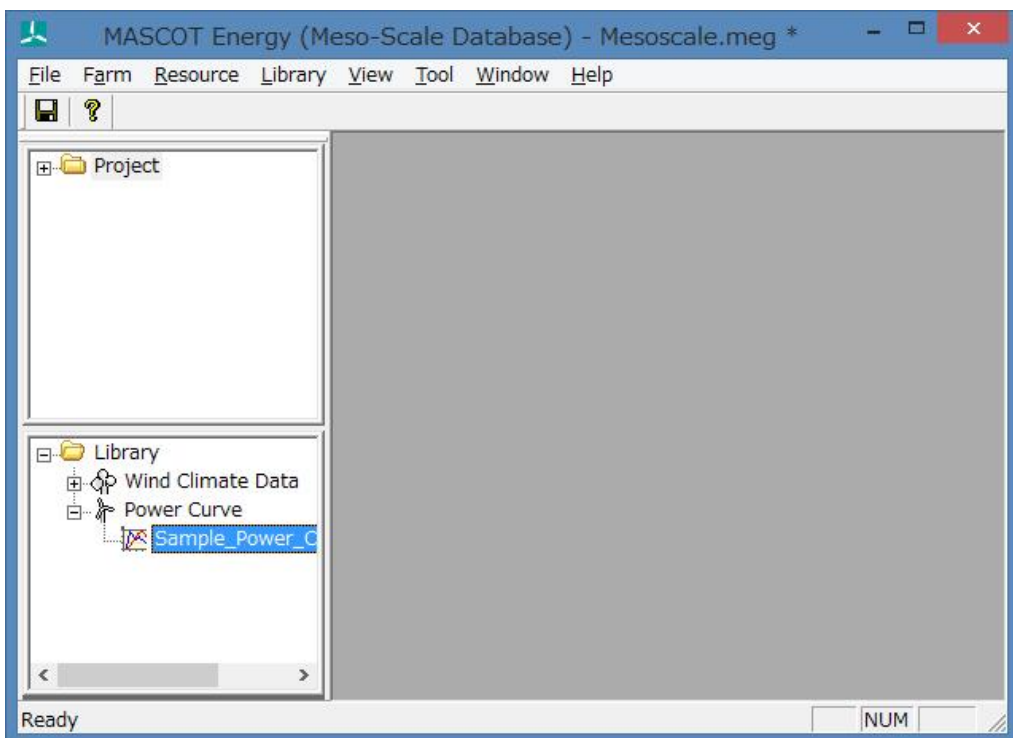 MASCOT Energy (Meso-Scale Database) - Mesoscale.meg *
File Farm Resource Library View Tool Window Help
Project
Library
Wind Climate Data
Power Curve
Sample_Power_C
Ready
NUM